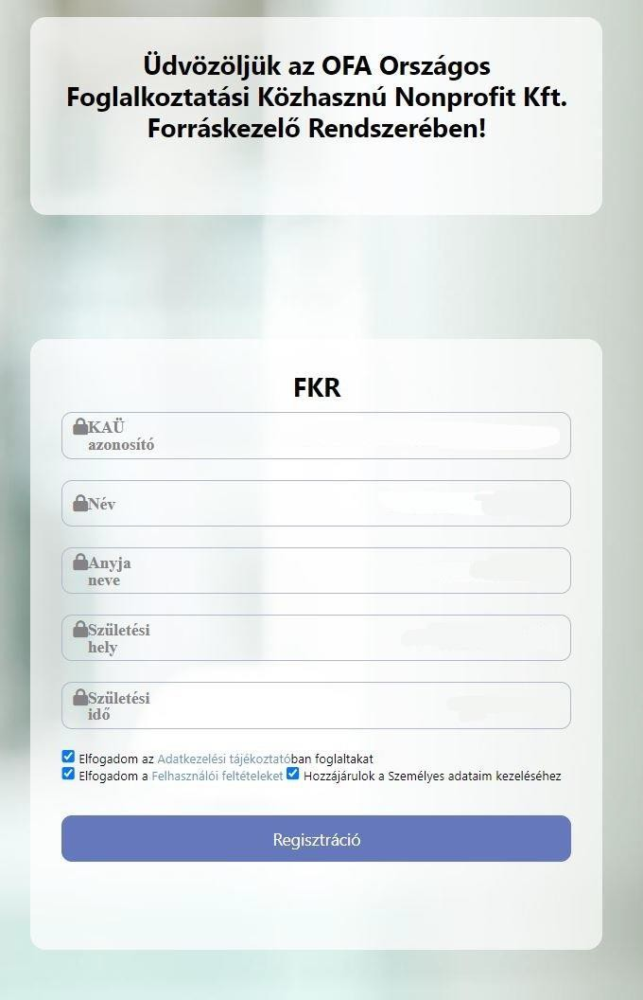 Üdvözöljük az OFA Országos
Foglalkoztatási Közhasznú Nonprofit Kft.
Forráskezelő Rendszerében!
FKR
KAÜ
azonosító
Név
Anyja
neve
Születési
hely
Születési
idő
Elfogadom az Adatkezelési tájékoztatóban foglaltakat
Elfogadom a Felhasználói feltételeket Hozzájárulok a Személyes adataim kezeléséhez
Regisztráció